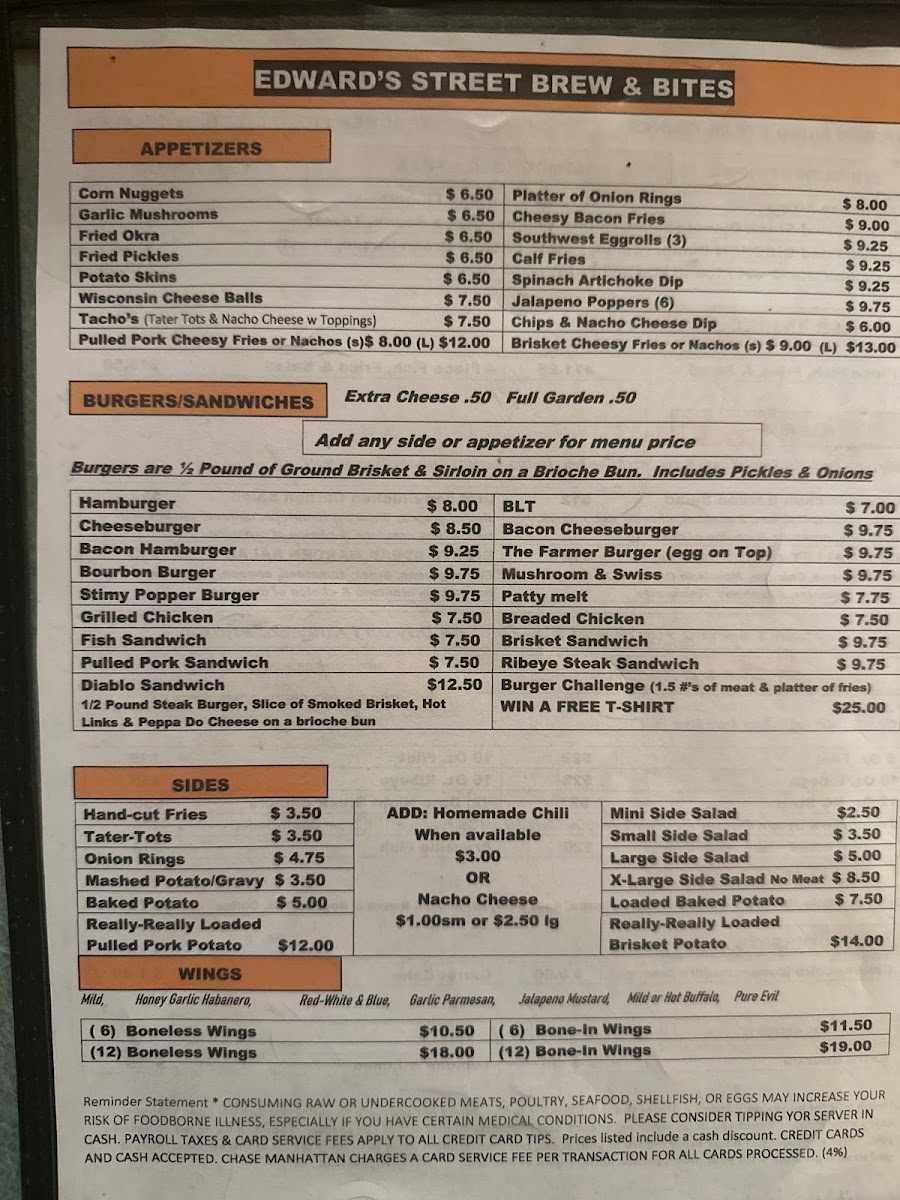 EDWARD'S STREET BREW & BITES
APPETIZERS
Corn Nuggets $ 6.50
Garlic Mushrooms $ 6.50
Fried Okra $ 6.50
Fried Pickles $ 6.50
Potato Skins $ 6.50
Wisconsin Cheese Balls $ 7.50
Tacho's (Tater Tots & Nacho Cheese w Toppings) $ 7.50
Pulled Pork Cheesy Fries or Nachos (s)$ 8.00 (L) $12.00
Platter of Onion Rings $ 8.00
Cheesy Bacon Fries $ 9.00
Southwest Eggrolls (3) $ 9.25
Calf Fries $ 9.25
Spinach Artichoke Dip $ 9.25
Jalapeno Poppers (6) $ 9.75
Chips & Nacho Cheese Dip $ 6.00
Brisket Cheesy Fries or Nachos (s) $ 9.00 (L) $13.00
BURGERS/SANDWICHES Extra Cheese .50 Full Garden .50
Add any side or appetizer for menu price
Burgers are ½ Pound of Ground Brisket & Sirloin on a Brioche Bun. Includes Pickles & Onions
Hamburger $ 8.00
Cheeseburger $ 8.50
Bacon Hamburger $ 9.25
Bourbon Burger $ 9.75
Stimy Popper Burger $ 9.75
Grilled Chicken $ 7.50
Fish Sandwich $ 7.50
Pulled Pork Sandwich $ 7.50
Diablo Sandwich $12.50
1/2 Pound Steak Burger, Slice of Smoked Brisket, Hot
Links & Peppa Do Cheese on a brioche bun
BLT $ 7.00
Bacon Cheeseburger $ 9.75
The Farmer Burger (egg on Top) $ 9.75
Mushroom & Swiss $ 9.75
Patty melt $ 7.75
Breaded Chicken $ 7.50
Brisket Sandwich $ 9.75
Ribeye Steak Sandwich $ 9.75
Burger Challenge (1.5 #'s of meat & platter of fries)
WIN A FREE T-SHIRT $25.00
SIDES
Hand-cut Fries $ 3.50
Tater-Tots $ 3.50
Onion Rings $ 4.75
Mashed Potato/Gravy $ 3.50
Baked Potato $ 5.00
Really-Really Loaded
Pulled Pork Potato $12.00
ADD: Homemade Chili
When available
$3.00
OR
Nacho Cheese
$1.00sm or $2.50 lg
Mini Side Salad $2.50
Small Side Salad $ 3.50
Large Side Salad $ 5.00
X-Large Side Salad No Meat $ 8.50
Loaded Baked Potato $ 7.50
Really-Really Loaded
Brisket Potato $14.00
WINGS
Mild, Honey Garlic Habanero, Red-White & Blue, Garlic Parmesan, Jalapeno Mustard, Mild or Hot Buffalo, Pure Evil
( 6) Boneless Wings $10.50
(12) Boneless Wings $18.00
( 6) Bone-In Wings $11.50
(12) Bone-In Wings $19.00
Reminder Statement * CONSUMING RAW OR UNDERCOOKED MEATS, POULTRY, SEAFOOD, SHELLFISH, OR EGGS MAY INCREASE YOUR
RISK OF FOODBORNE ILLNESS, ESPECIALLY IF YOU HAVE CERTAIN MEDICAL CONDITIONS. PLEASE CONSIDER TIPPING YOR SERVER IN
CASH. PAYROLL TAXES & CARD SERVICE FEES APPLY TO ALL CREDIT CARD TIPS. Prices listed include a cash discount. CREDIT CARDS
AND CASH ACCEPTED. CHASE MANHATTAN CHARGES A CARD SERVICE FEE PER TRANSACTION FOR ALL CARDS PROCESSED. (4%)